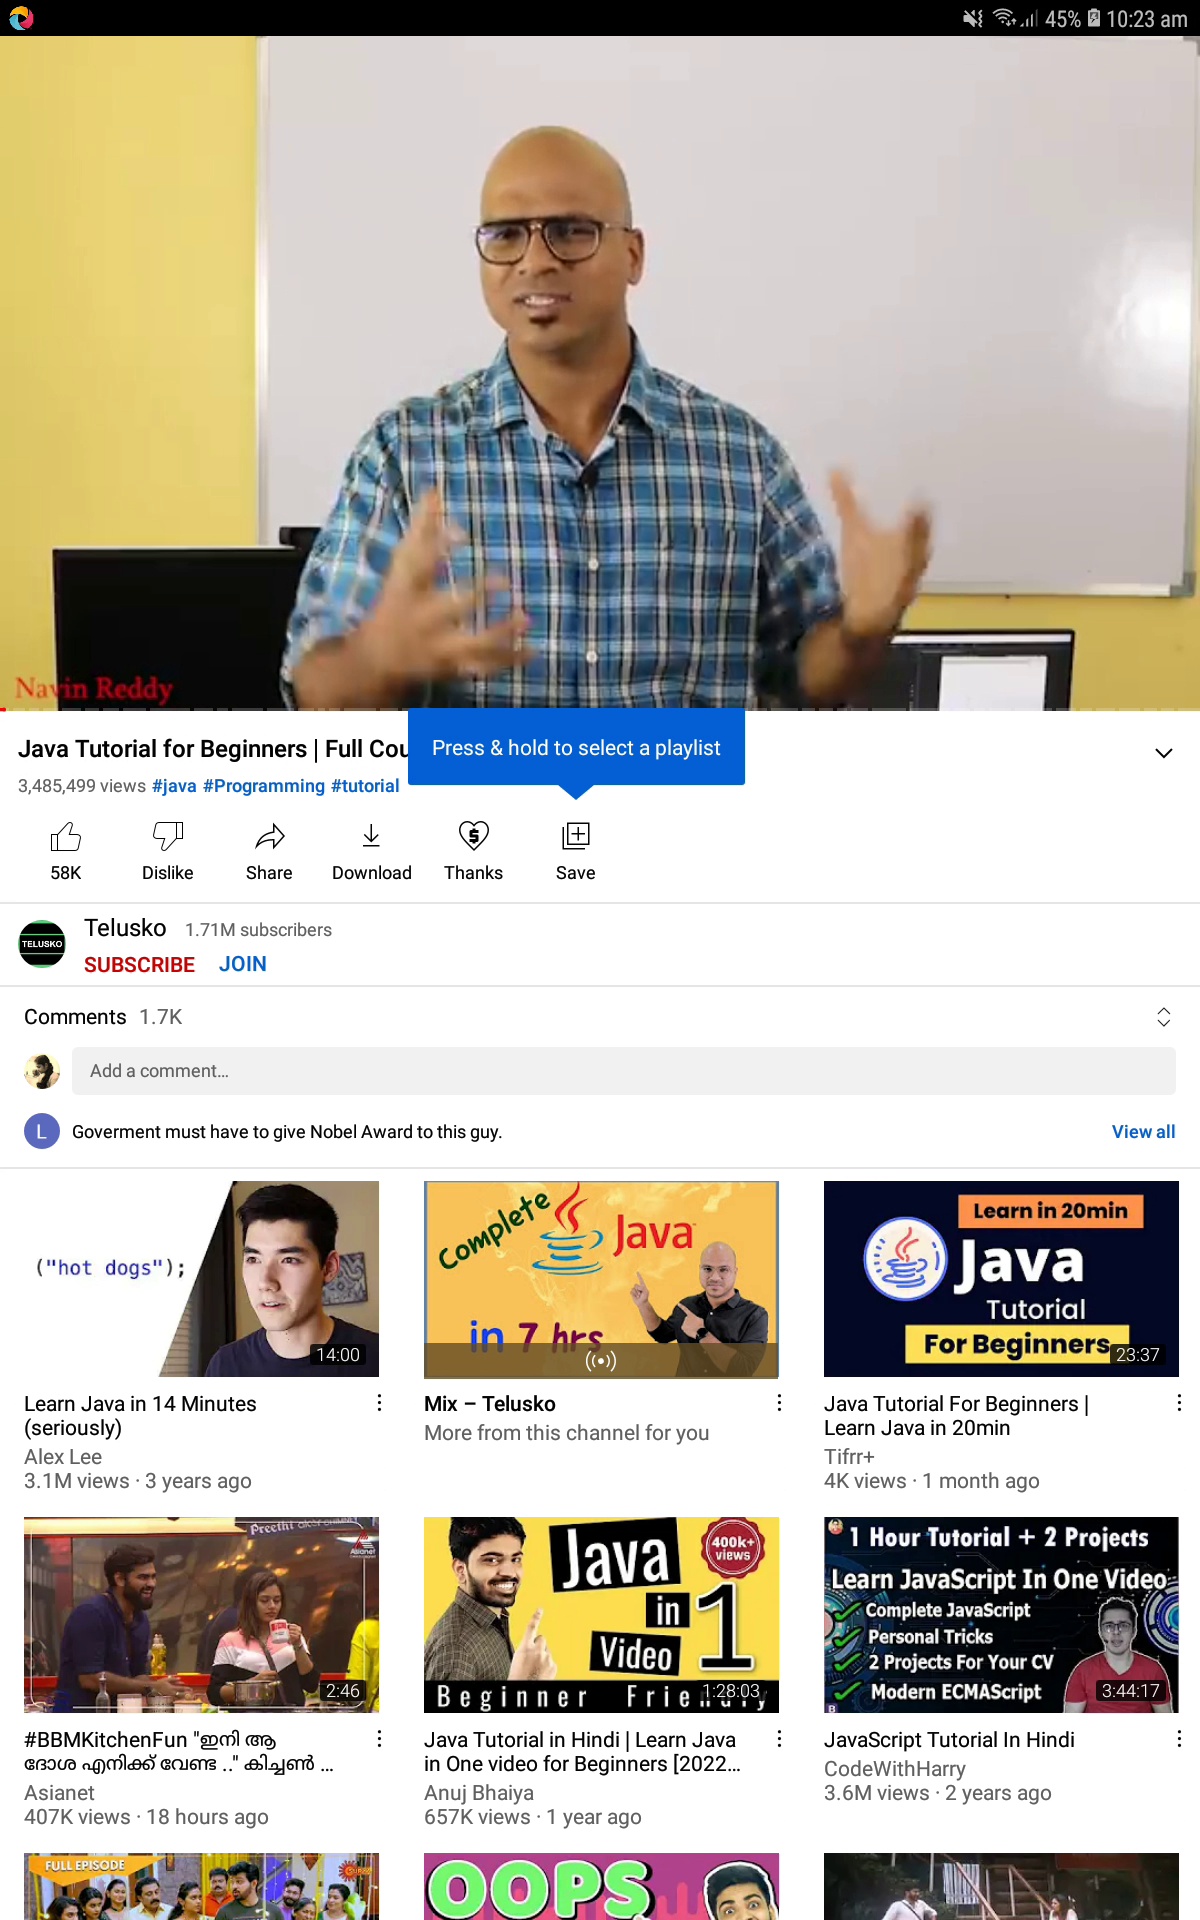 45% 10:23 am
Navin Reddy
Java Tutorial for Beginners | Full Cou
Press & hold to select a playlist
3,485,499 views #java #Programming #tutorial
58K Dislike Share Download Thanks Save
TELUSKO
Telusko 1.71M subscribers
SUBSCRIBE JOIN
Comments 1.7K
Add a comment...
L Goverment must have to give Nobel Award to this guy. View all
("hot dogs");
14:00
Learn Java in 14 Minutes
(seriously)
Alex Lee
3.1M views · 3 years ago
Complete
Java
in 7 hrs
Mix – Telusko
More from this channel for you
Learn in 20min
Java
Tutorial
For Beginners
23:37
Java Tutorial For Beginners |
Learn Java in 20min
Tifrr+
4K views · 1 month ago
Preethi
Asianet
2:46
#BBMKitchenFun "ഇനി ആ
ദോശ എനിക്ക് വേണ്ട .." കിച്ചൺ ...
Asianet
407K views · 18 hours ago
Java
in 1
Video
400k+
views
Beginner
1:28:03
Java Tutorial in Hindi | Learn Java
in One video for Beginners [2022...
Anuj Bhaiya
657K views · 1 year ago
1 Hour Tutorial + 2 Projects
Learn JavaScript In One Video
Complete JavaScript
Personal Tricks
2 Projects For Your CV
Modern ECMAScript
B
3:44:17
JavaScript Tutorial In Hindi
CodeWithHarry
3.6M views · 2 years ago
FULL EPISODE
OOPS